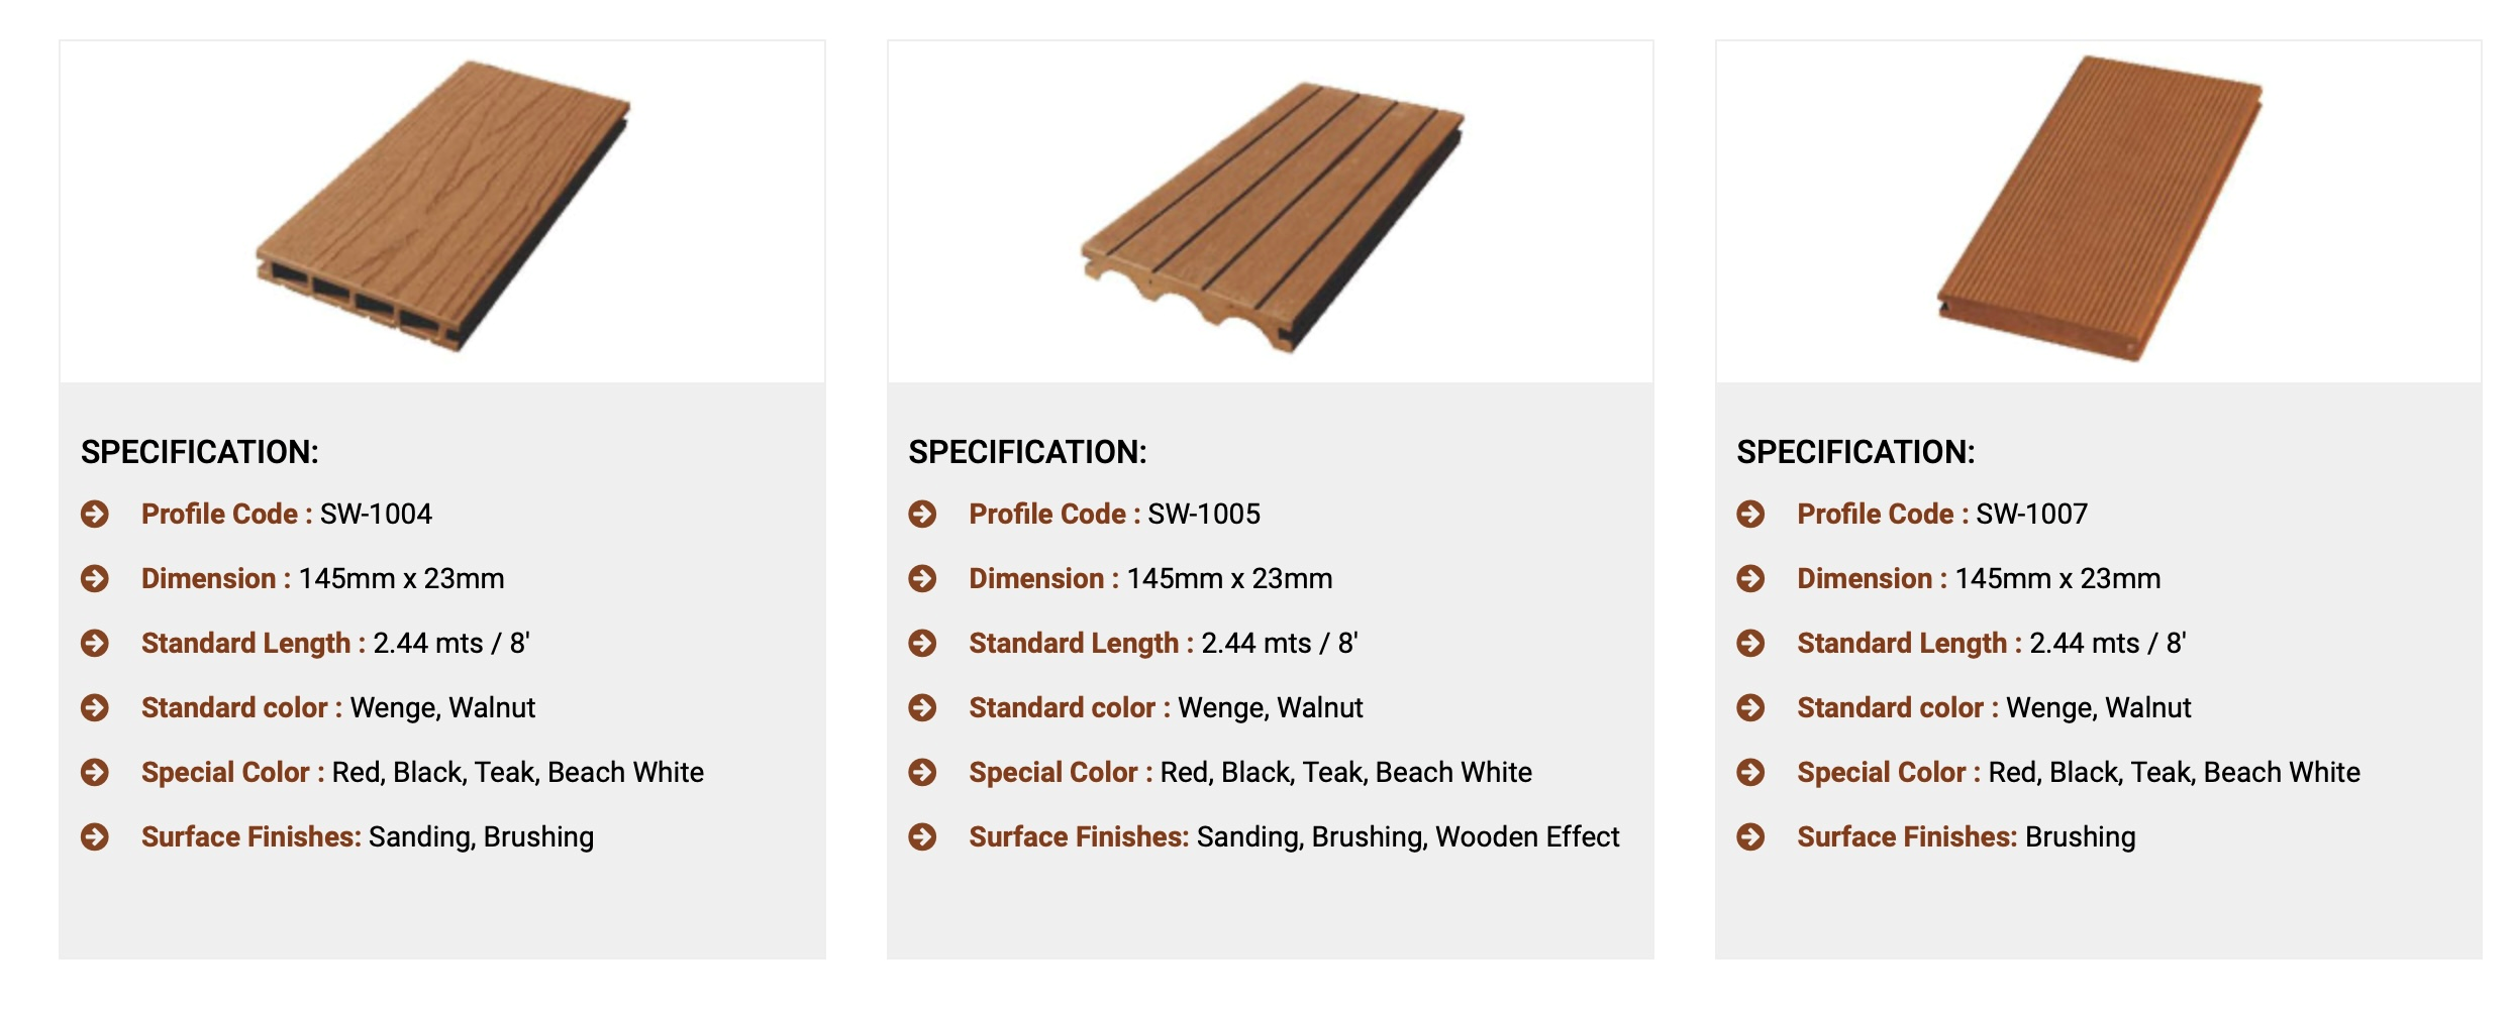 SPECIFICATION:
Profile Code : SW-1004
Dimension : 145mm x 23mm
Standard Length : 2.44 mts / 8'
Standard color : Wenge, Walnut
Special Color : Red, Black, Teak, Beach White
Surface Finishes: Sanding, Brushing
SPECIFICATION:
Profile Code : SW-1005
Dimension : 145mm x 23mm
Standard Length : 2.44 mts / 8'
Standard color : Wenge, Walnut
Special Color : Red, Black, Teak, Beach White
Surface Finishes: Sanding, Brushing, Wooden Effect
SPECIFICATION:
Profile Code : SW-1007
Dimension : 145mm x 23mm
Standard Length : 2.44 mts / 8'
Standard color : Wenge, Walnut
Special Color : Red, Black, Teak, Beach White
Surface Finishes: Brushing